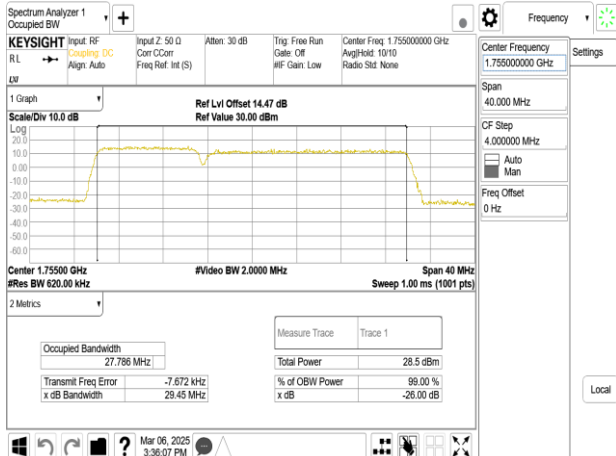 Spectrum Analyzer 1
Occupied BW
Frequency
KEYSIGHT
Input: RF
Coupling: DC
Align: Auto
Input Z: 50 Ω
Corr CCorr
Freq Ref: Int (S)
Atten: 30 dB
Trig: Free Run
Gate: Off
#IF Gain: Low
Center Freq: 1.755000000 GHz
Avg|Hold: 10/10
Radio Std: None
R L
LXI
Center Frequency
1.755000000 GHz
Settings
Span
40.000 MHz
CF Step
4.000000 MHz
Auto
Man
Freq Offset
0 Hz
1 Graph
Scale/Div 10.0 dB
Ref Lvl Offset 14.47 dB
Ref Value 30.00 dBm
Log
20.0
10.0
0.00
-10.0
-20.0
-30.0
-40.0
-50.0
-60.0
Center 1.75500 GHz
#Res BW 620.00 kHz
#Video BW 2.0000 MHz
Span 40 MHz
Sweep 1.00 ms (1001 pts)
2 Metrics
Measure Trace
Trace 1
Occupied Bandwidth
27.786 MHz
Total Power
28.5 dBm
Transmit Freq Error
-7.672 kHz
% of OBW Power
99.00 %
x dB Bandwidth
29.45 MHz
x dB
-26.00 dB
Local
?
Mar 06, 2025
3:36:07 PM